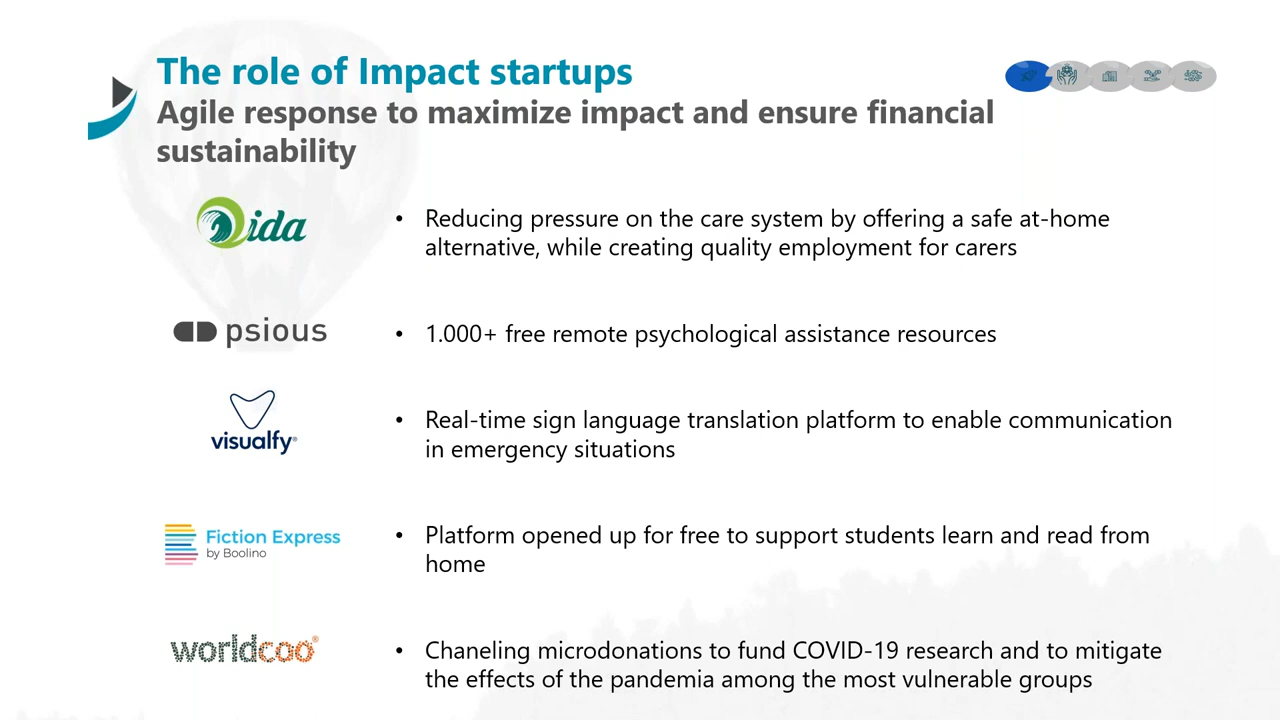 The role of Impact startups
Agile response to maximize impact and ensure financial
sustainability
Qida
• Reducing pressure on the care system by offering a safe at-home
alternative, while creating quality employment for carers
psious
• 1.000+ free remote psychological assistance resources
visualfy®
• Real-time sign language translation platform to enable communication
in emergency situations
Fiction Express
by Boolino
• Platform opened up for free to support students learn and read from
home
worldcoo®
• Chaneling microdonations to fund COVID-19 research and to mitigate
the effects of the pandemia among the most vulnerable groups